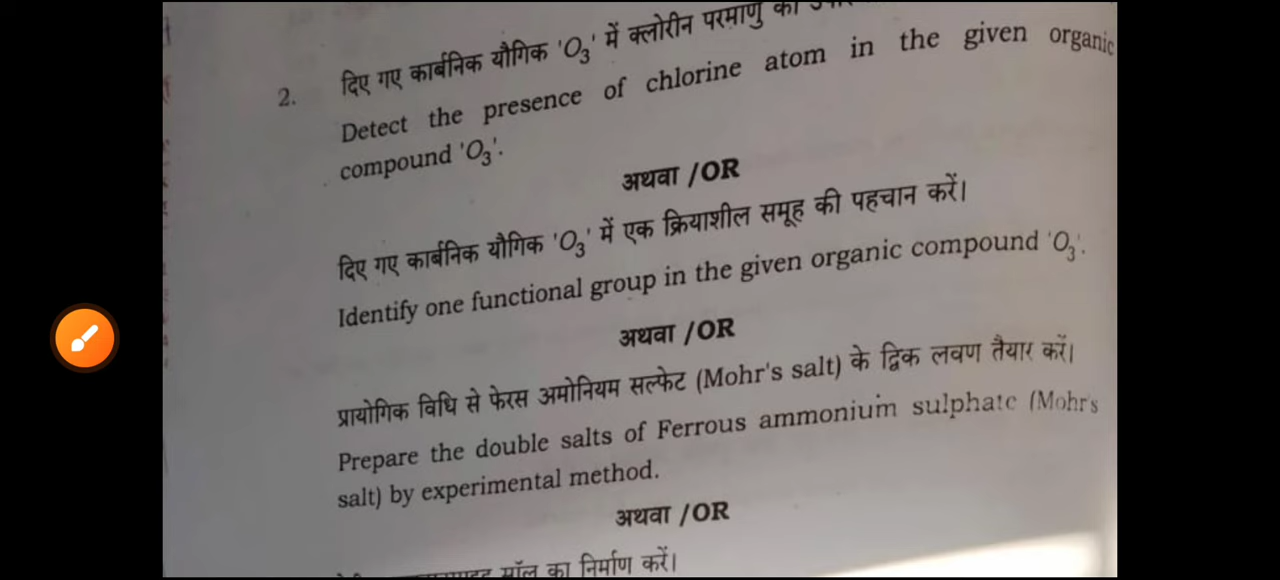 2. दिए गए कार्बनिक यौगिक 'O₃' में क्लोरीन परमाणु की
Detect the presence of chlorine atom in the given organic
compound 'O₃'.
अथवा /OR
दिए गए कार्बनिक यौगिक 'O₃' में एक क्रियाशील समूह की पहचान करें।
Identify one functional group in the given organic compound 'O₃'.
अथवा /OR
प्रायोगिक विधि से फेरस अमोनियम सल्फेट (Mohr's salt) के द्विक लवण तैयार करें।
Prepare the double salts of Ferrous ammonium sulphate (Mohr's
salt) by experimental method.
अथवा /OR
सॉल का निर्माण करें।